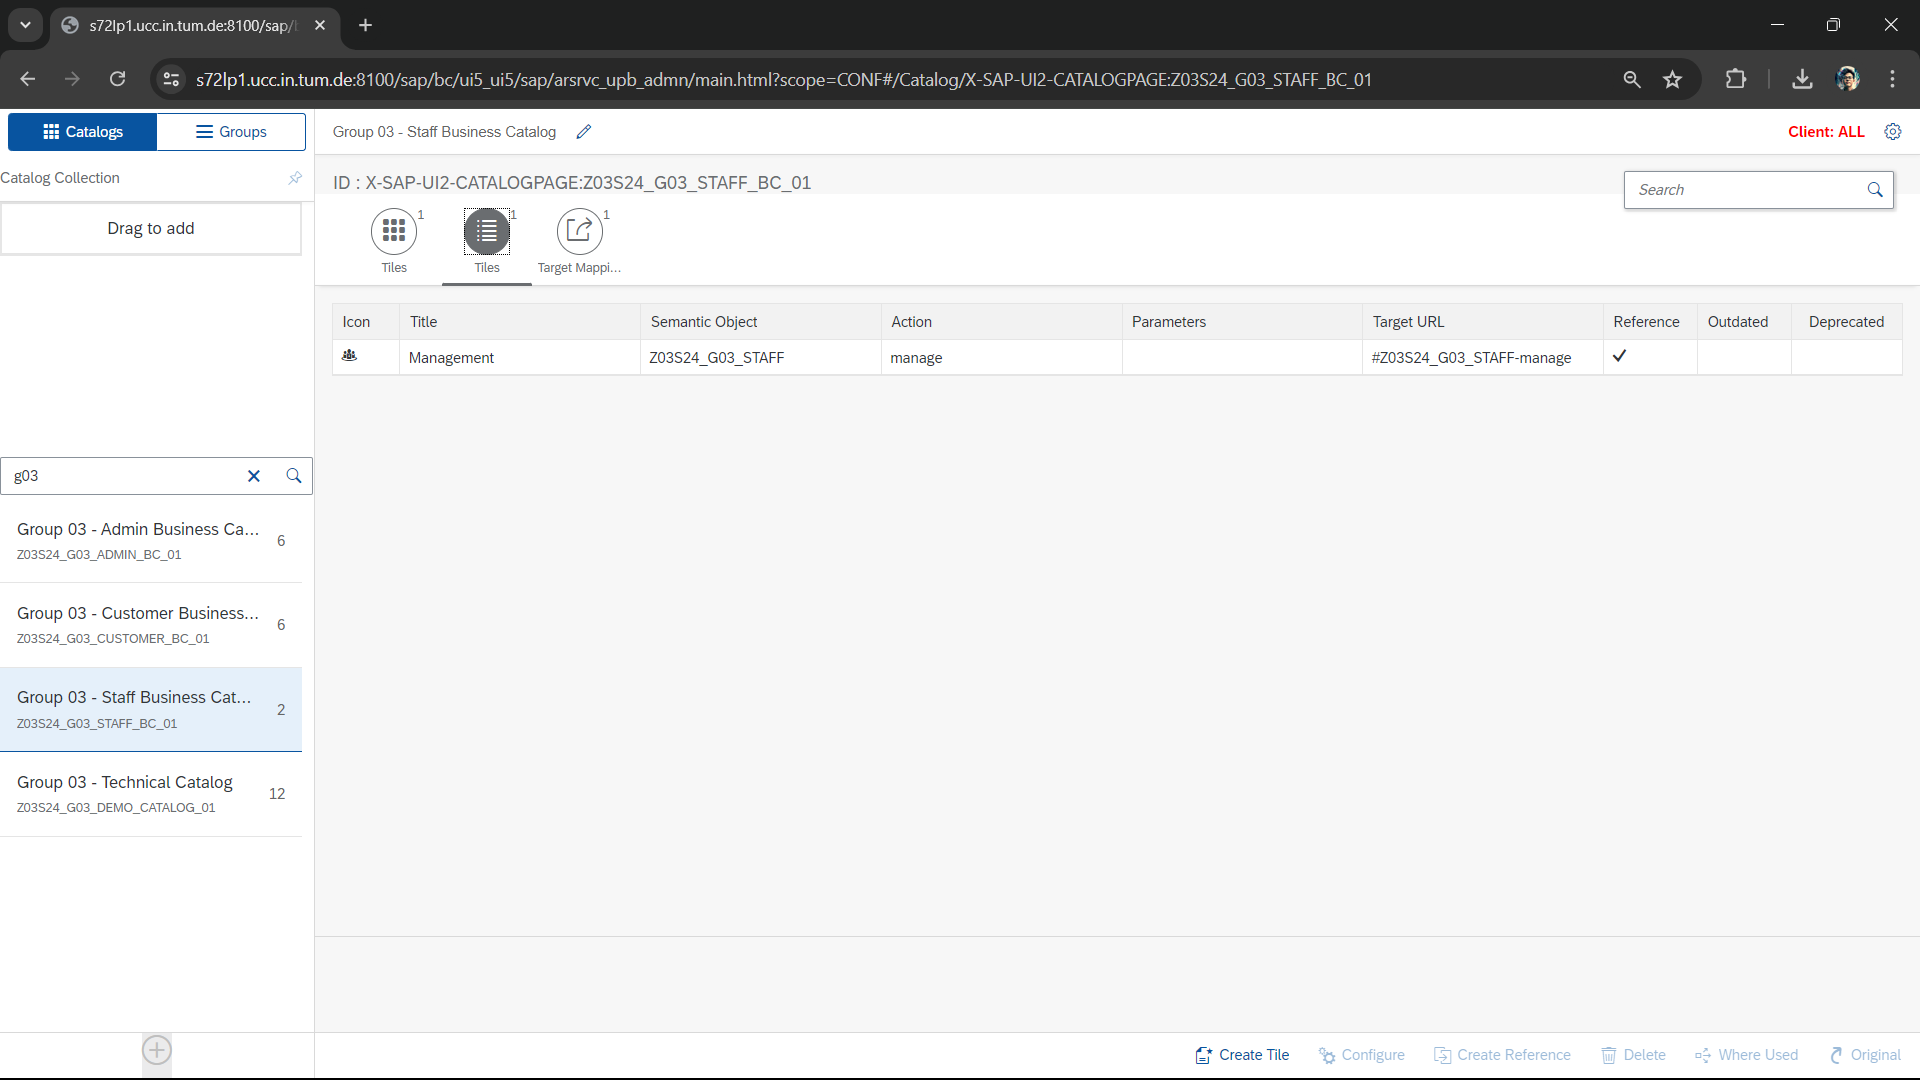 s72lp1.ucc.in.tum.de:8100/sap/b
s72lp1.ucc.in.tum.de:8100/sap/bc/ui5_ui5/sap/arsrvc_upb_admn/main.html?scope=CONF#/Catalog/X-SAP-UI2-CATALOGPAGE:Z03S24_G03_STAFF_BC_01
Catalogs
Groups
Group 03 - Staff Business Catalog
Client: ALL
Catalog Collection
Drag to add
ID : X-SAP-UI2-CATALOGPAGE:Z03S24_G03_STAFF_BC_01
Search
1
Tiles
1
Tiles
1
Target Mappi...
Icon Title Semantic Object Action Parameters Target URL Reference Outdated Deprecated
Management Z03S24_G03_STAFF manage #Z03S24_G03_STAFF-manage
g03
Group 03 - Admin Business Ca...
Z03S24_G03_ADMIN_BC_01
6
Group 03 - Customer Business...
Z03S24_G03_CUSTOMER_BC_01
6
Group 03 - Staff Business Cat...
Z03S24_G03_STAFF_BC_01
2
Group 03 - Technical Catalog
Z03S24_G03_DEMO_CATALOG_01
12
Create Tile Configure Create Reference Delete Where Used Original